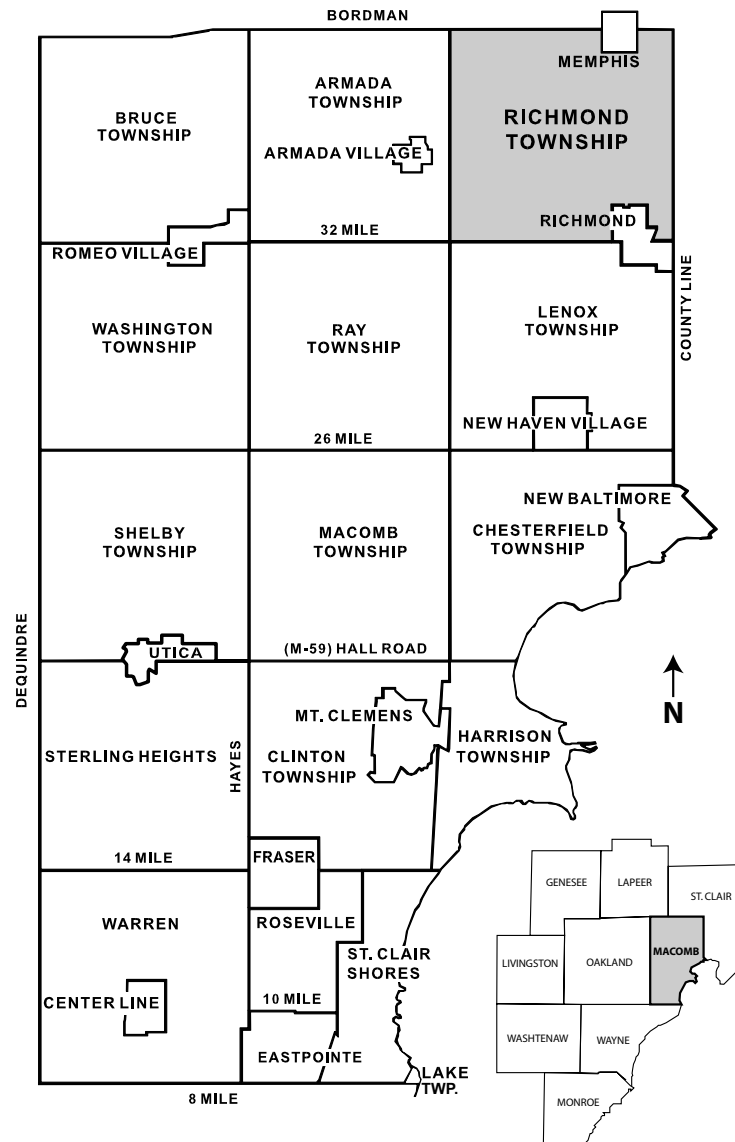 BORDMAN
MEMPHIS
ARMADA
TOWNSHIP
BRUCE
TOWNSHIP
RICHMOND
TOWNSHIP
ARMADA VILLAGE
RICHMOND
32 MILE
ROMEO VILLAGE
WASHINGTON
TOWNSHIP
RAY
TOWNSHIP
LENOX
TOWNSHIP
COUNTY LINE
NEW HAVEN VILLAGE
26 MILE
NEW BALTIMORE
SHELBY
TOWNSHIP
MACOMB
TOWNSHIP
CHESTERFIELD
TOWNSHIP
DEQUINDRE
UTICA
(M-59) HALL ROAD
N
MT. CLEMENS
HARRISON
TOWNSHIP
STERLING HEIGHTS
HAYES
CLINTON
TOWNSHIP
14 MILE
FRASER
WARREN
ROSEVILLE
ST. CLAIR
SHORES
CENTER LINE
10 MILE
EASTPOINTE
LAKE
TWP.
8 MILE
GENESEE
LAPEER
ST. CLAIR
LIVINGSTON
OAKLAND
MACOMB
WASHTENAW
WAYNE
MONROE